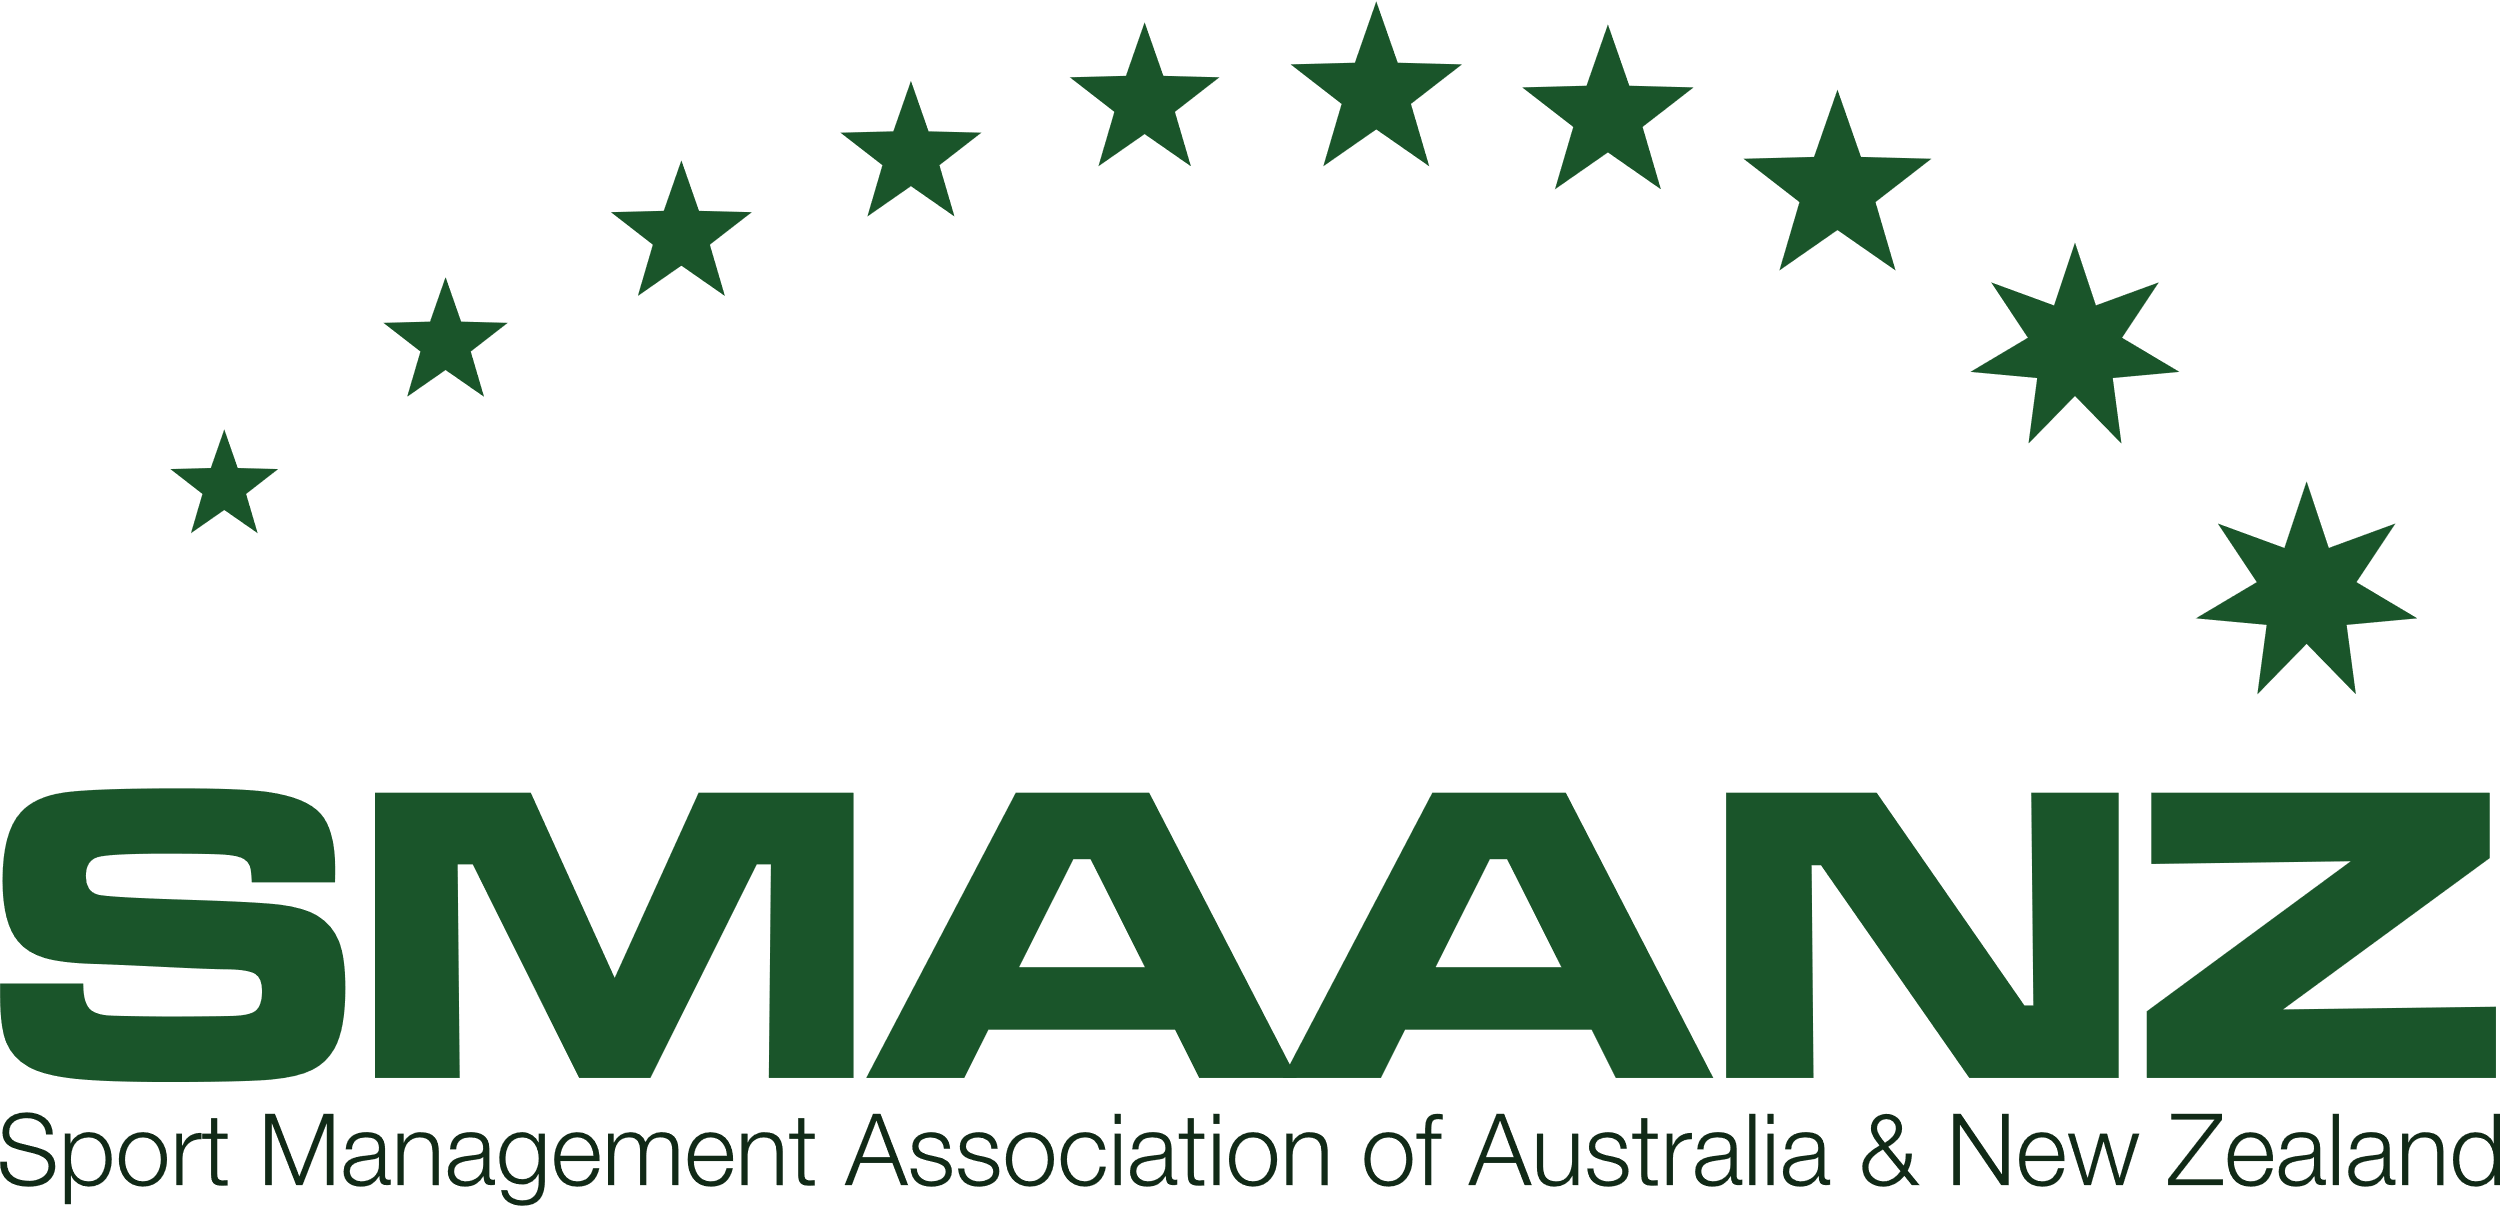 SMAANZ
Sport Management Association of Australia & New Zealand